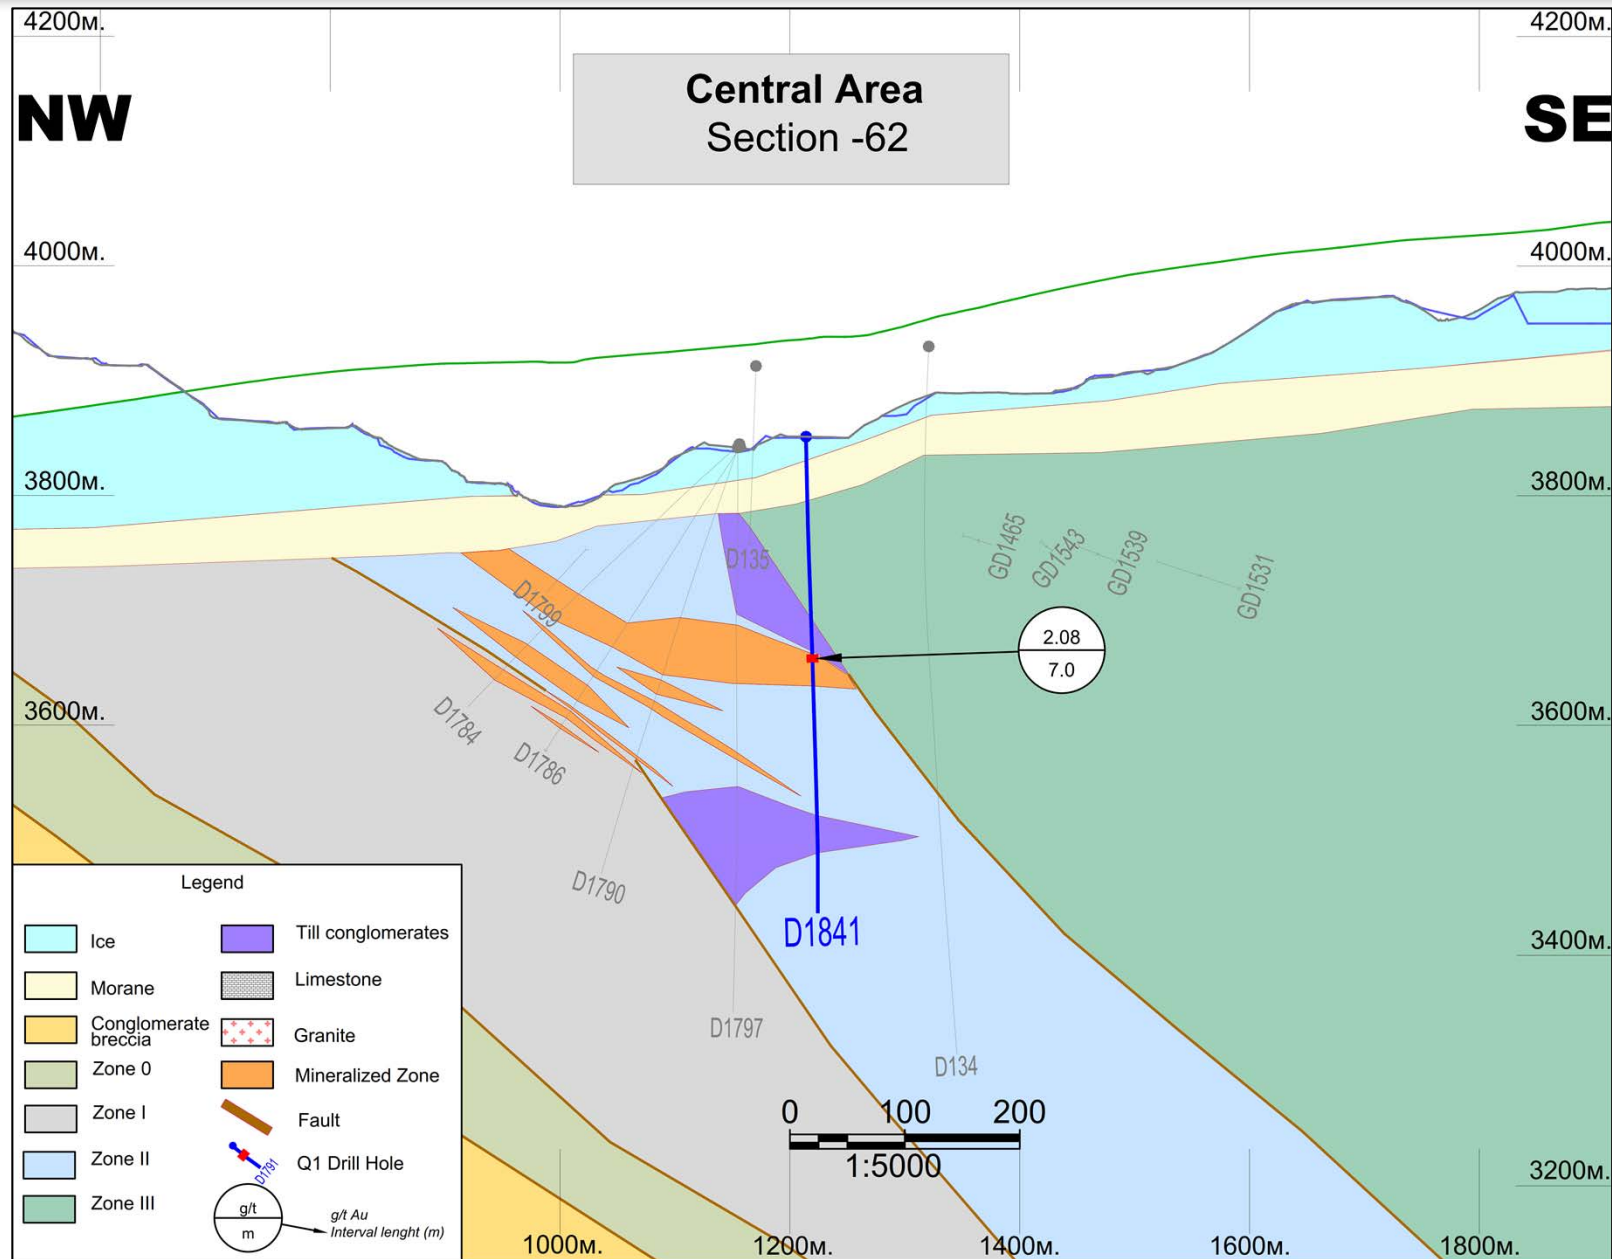 4200м.
4200м.
NW
Central Area
Section -62
SE
4000м.
4000м.
3800м.
3800м.
D135
GD1465
GD1543
GD1539
GD1531
D1799
2.08
7.0
3600м.
3600м.
D1784
D1786
D1790
D1841
3400м.
D1797
D134
0 100 200
1:5000
3200м.
1000м.
1200м.
1400м.
1600м.
1800м.
Legend
Ice
Morane
Conglomerate
breccia
Zone 0
Zone I
Zone II
Zone III
Till conglomerates
Limestone
Granite
Mineralized Zone
Fault
D1791
Q1 Drill Hole
g/t
m
g/t Au
Interval lenght (m)